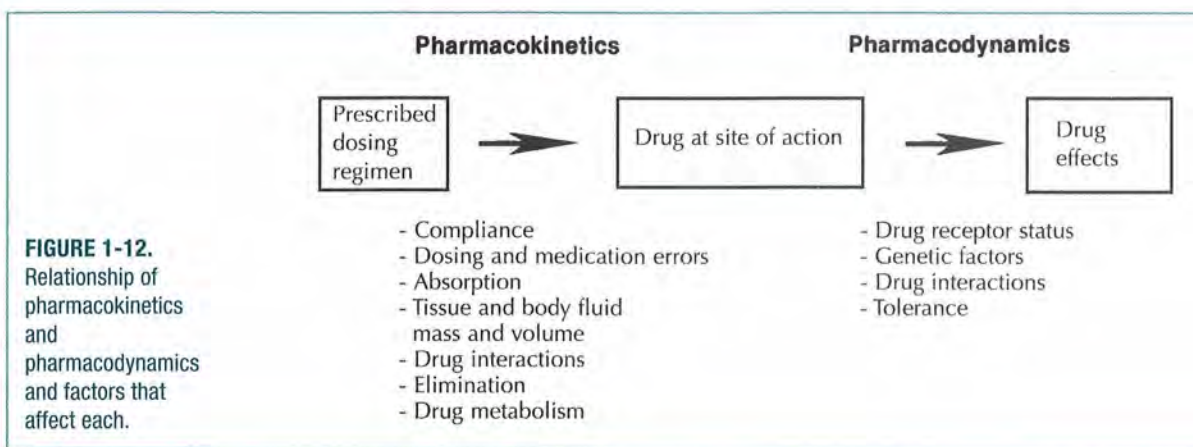 Pharmacokinetics
Pharmacodynamics
Prescribed
dosing
regimen
Drug at site of action
Drug
effects
- Compliance
- Dosing and medication errors
- Absorption
- Tissue and body fluid
mass and volume
- Drug interactions
- Elimination
- Drug metabolism
- Drug receptor status
- Genetic factors
- Drug interactions
- Tolerance
FIGURE 1-12.
Relationship of
pharmacokinetics
and
pharmacodynamics
and factors that
affect each.